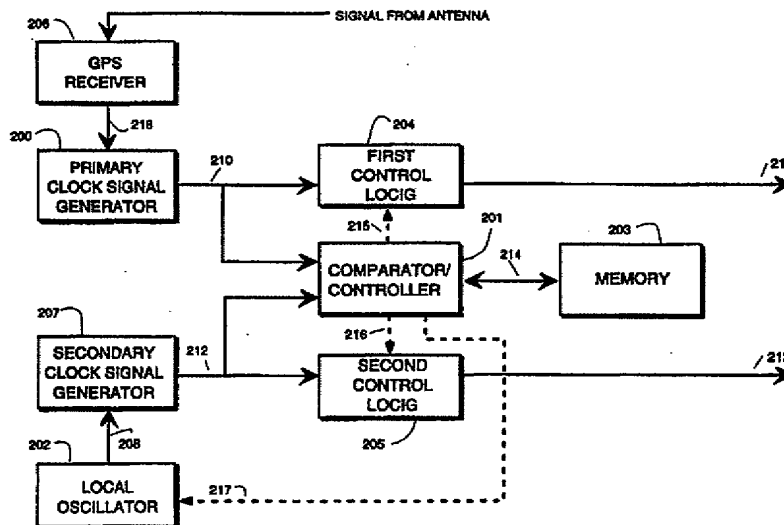 SIGNAL FROM ANTENNA
206
GPS
RECEIVER
218
200
PRIMARY
CLOCK SIGNAL
GENERATOR
210
204
FIRST
CONTROL
LOCIG
215
201
COMPARATOR/
CONTROLLER
214
203
MEMORY
207
SECONDARY
CLOCK SIGNAL
GENERATOR
212
216
SECOND
CONTROL
LOCIG
205
202
208
LOCAL
OSCILLATOR
217